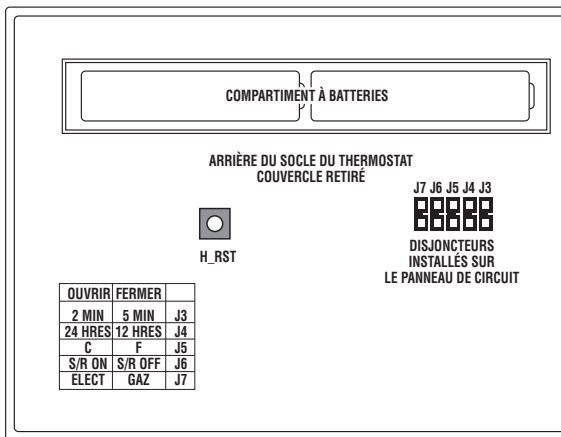 COMPARTIMENT À BATTERIES
ARRIÈRE DU SOCLE DU THERMOSTAT
COUVERCLE RETIRÉ
J7 J6 J5 J4 J3
H_RST
DISJONCTEURS
INSTALLÉS SUR
LE PANNEAU DE CIRCUIT
OUVRIR FERMER
2 MIN 5 MIN J3
24 HRES 12 HRES J4
C F J5
S/R ON S/R OFF J6
ELECT GAZ J7